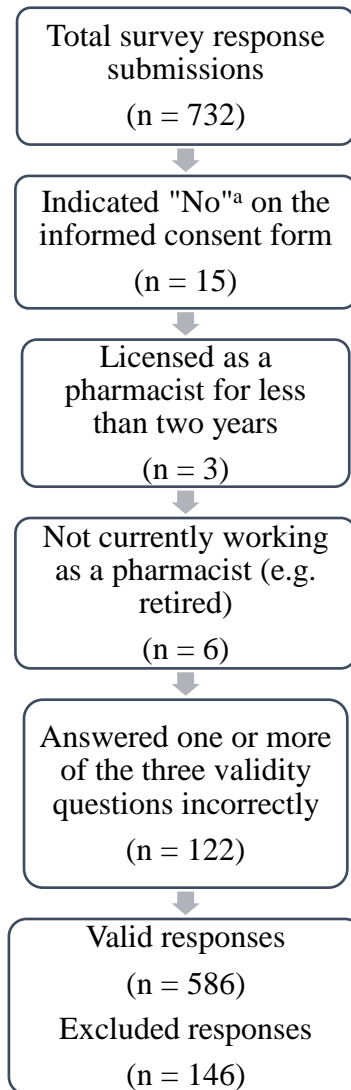 Total survey response
submissions
(n = 732)
Indicated "No"ᵃ on the
informed consent form
(n = 15)
Licensed as a
pharmacist for less
than two years
(n = 3)
Not currently working
as a pharmacist (e.g.
retired)
(n = 6)
Answered one or more
of the three validity
questions incorrectly
(n = 122)
Valid responses
(n = 586)
Excluded responses
(n = 146)